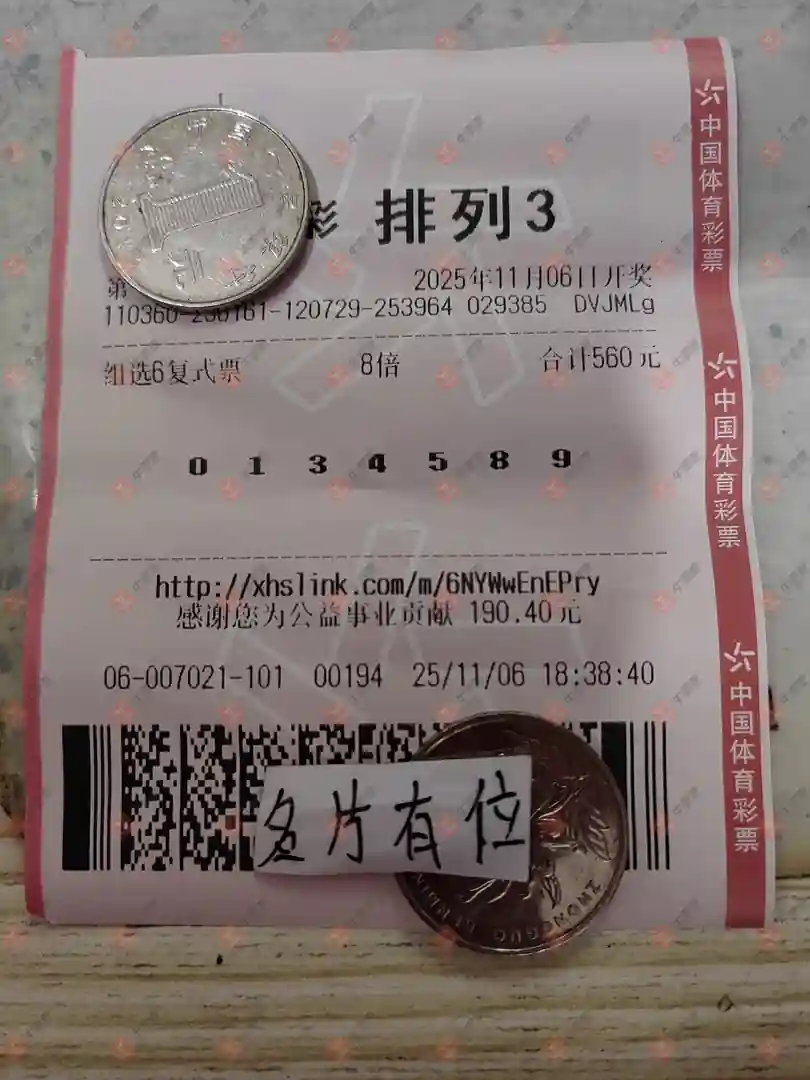 彩 排列3
第 2025年11月06日开奖
110360-236161-120729-253964 029385 DVJMLg
组选6复式票 8倍 合计560元
0 1 3 4 5 8 9
http://xhslink.com/m/6NYWwEnEPry
感谢您为公益事业贡献 190.40元
06-007021-101 00194 25/11/06 18:38:40
名片有位
中国体育彩票
中国体育彩票
中国体育彩票